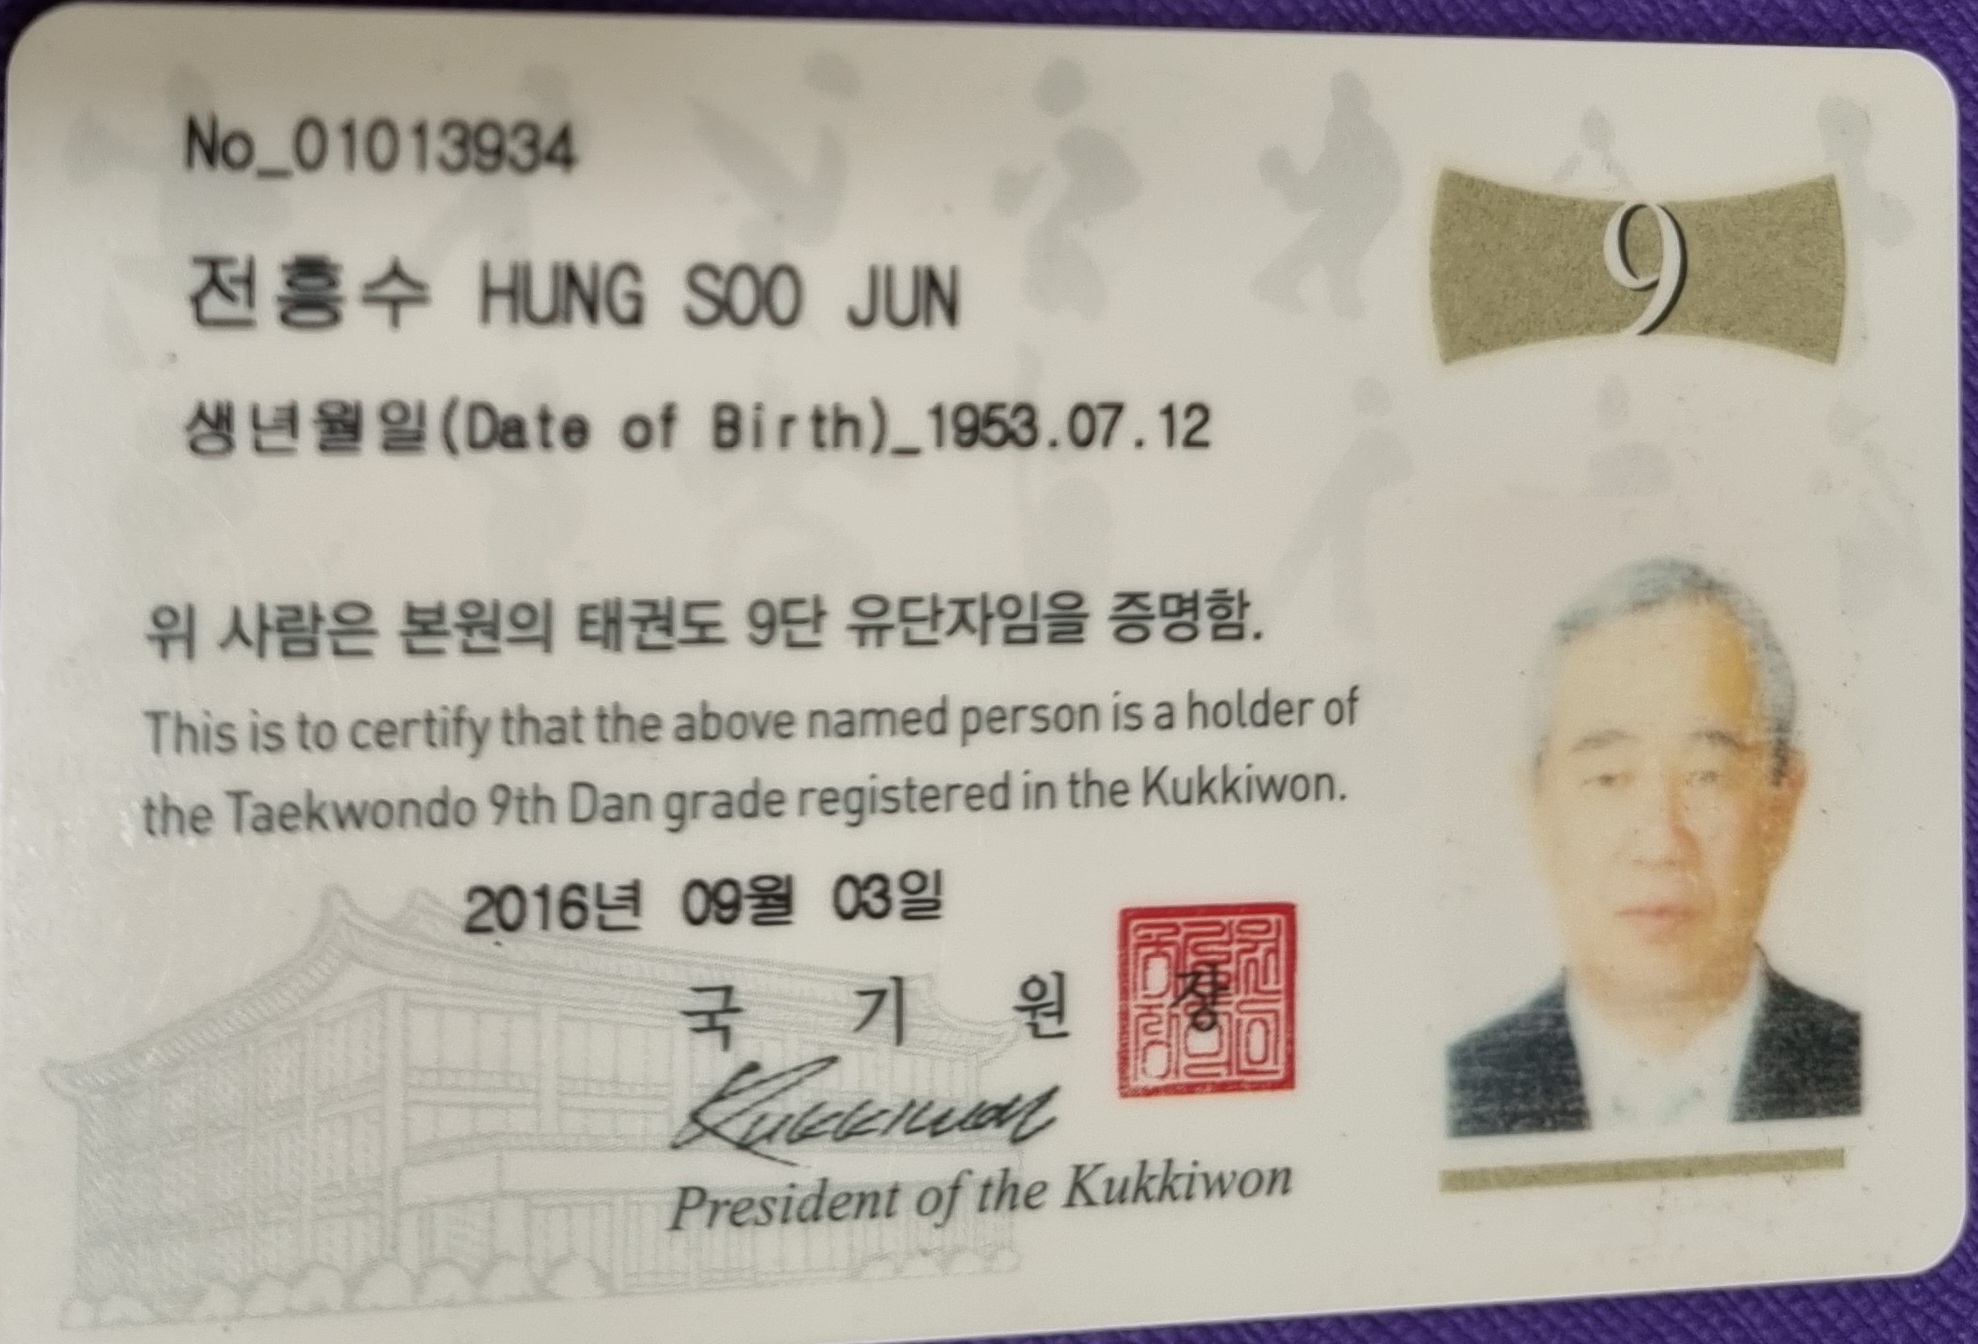 No_01013934
9
전흥수 HUNG SOO JUN
생년월일(Date of Birth)_1953.07.12
위 사람은 본원의 태권도 9단 유단자임을 증명함.
This is to certify that the above named person is a holder of
the Taekwondo 9th Dan grade registered in the Kukkiwon.
2016년 09월 03일
국 기 원 장
Kukkiwon
President of the Kukkiwon